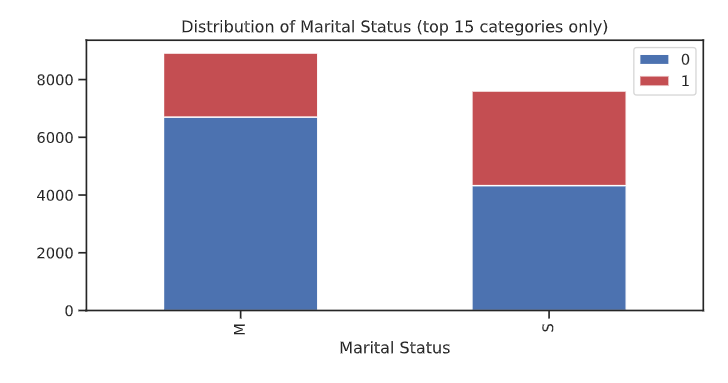 Distribution of Marital Status (top 15 categories only)
0
1
8000
6000
4000
2000
0
M
S
Marital Status